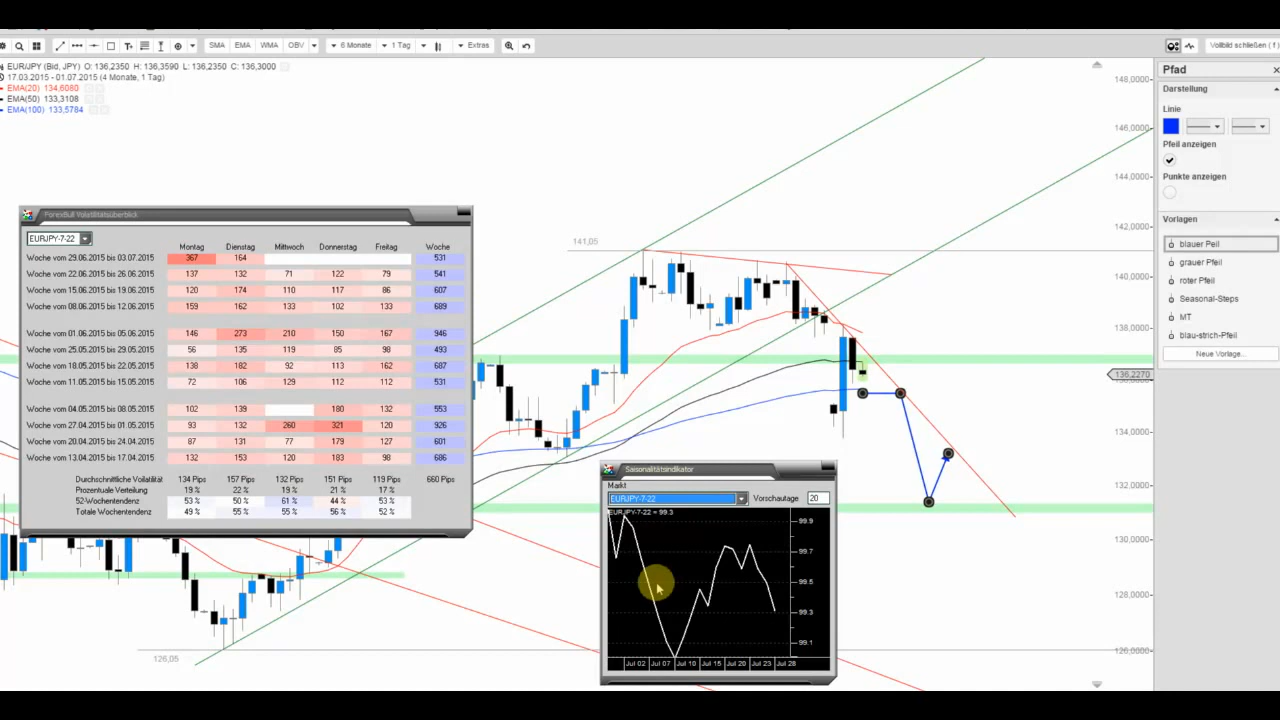 SMA EMA WMA OBV 6 Monate 1 Tag Extras Vollbild schließen ( f )
EUR/JPY (Bid, JPY) O: 136,2350 H: 136,3590 L: 136,2350 C: 136,3000
17.03.2015 - 01.07.2015 (4 Monate, 1 Tag)
EMA(20) 134,6080
EMA(50) 133,3108
EMA(100) 133,5784
141,05
126,05
148,0000
146,0000
144,0000
142,0000
140,0000
138,0000
136,2270
134,0000
132,0000
130,0000
128,0000
126,0000
Pfad
Darstellung
Linie
Pfeil anzeigen
Punkte anzeigen
Vorlagen
blauer Peil
grauer Pfeil
roter Pfeil
Seasonal-Steps
MT
blau-strich-Pfeil
Neue Vorlage...
ForexBull Volatilitätsüberblick
EURJPY-7-22
Montag Dienstag Mittwoch Donnerstag Freitag Woche
Woche vom 29.06.2015 bis 03.07.2015 367 164 531
Woche vom 22.06.2015 bis 26.06.2015 137 132 71 122 79 541
Woche vom 15.06.2015 bis 19.06.2015 120 174 110 117 86 607
Woche vom 08.06.2015 bis 12.06.2015 159 162 133 102 133 689
Woche vom 01.06.2015 bis 05.06.2015 146 273 210 150 167 946
Woche vom 25.05.2015 bis 29.05.2015 56 135 119 85 98 493
Woche vom 18.05.2015 bis 22.05.2015 138 182 92 113 162 687
Woche vom 11.05.2015 bis 15.05.2015 72 106 129 112 112 531
Woche vom 04.05.2015 bis 08.05.2015 102 139 180 132 553
Woche vom 27.04.2015 bis 01.05.2015 93 132 260 321 120 926
Woche vom 20.04.2015 bis 24.04.2015 87 131 77 179 127 601
Woche vom 13.04.2015 bis 17.04.2015 132 153 120 183 98 686
Durchschnittliche Volatilität 134 Pips 157 Pips 132 Pips 151 Pips 119 Pips 660 Pips
Prozentuale Verteilung 19 % 22 % 19 % 21 % 17 %
52-Wochentendenz 53 % 50 % 61 % 44 % 53 %
Totale Wochentendenz 49 % 55 % 55 % 56 % 52 %
Saisonalitätsindikator
Markt
EURJPY-7-22 Vorschautage 20
EURJPY-7-22 = 99.3
99.9
99.7
99.5
99.3
99.1
Jul 02 Jul 07 Jul 10 Jul 15 Jul 20 Jul 23 Jul 28